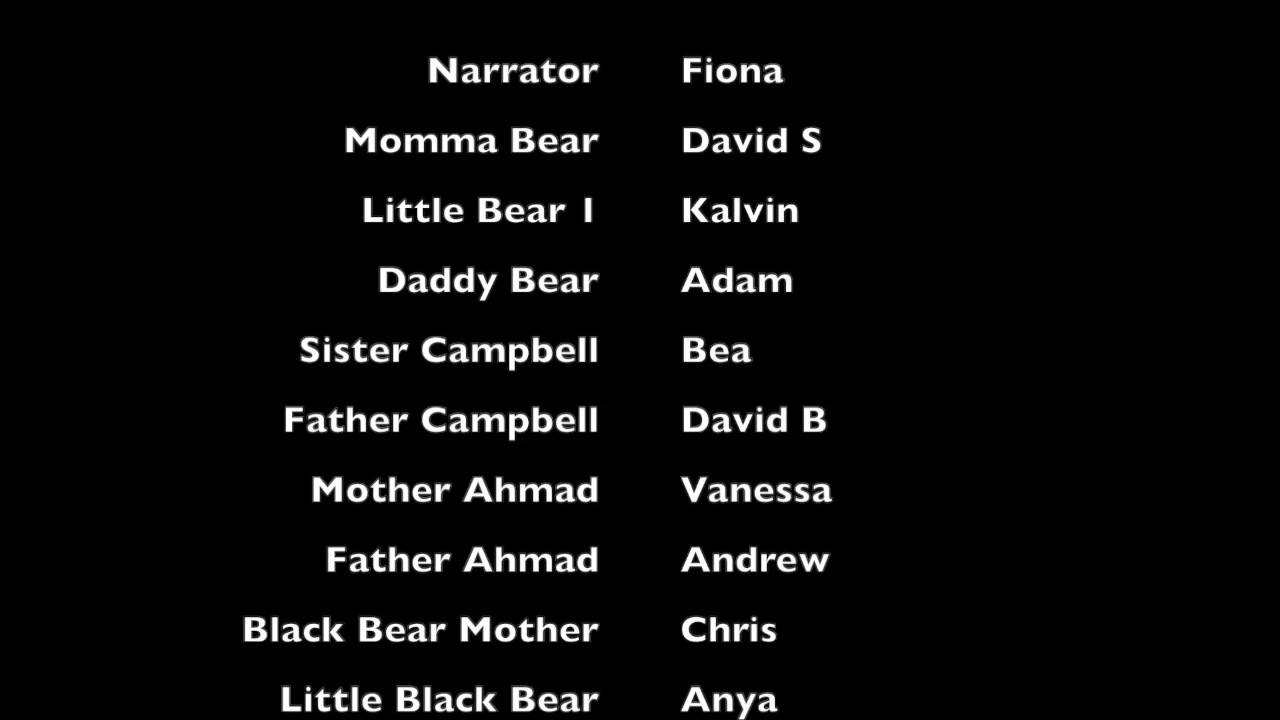 Narrator Fiona
Momma Bear David S
Little Bear 1 Kalvin
Daddy Bear Adam
Sister Campbell Bea
Father Campbell David B
Mother Ahmad Vanessa
Father Ahmad Andrew
Black Bear Mother Chris
Little Black Bear Anya